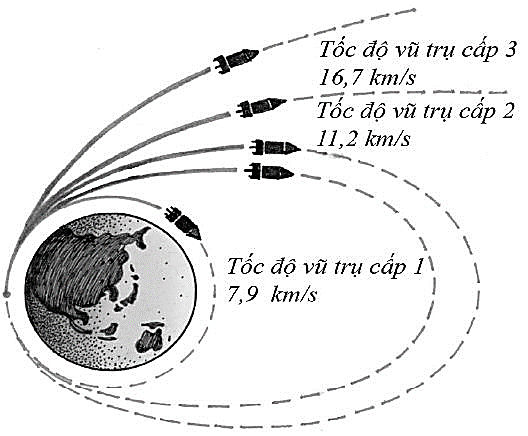 Tốc độ vũ trụ cấp 3
16,7 km/s
Tốc độ vũ trụ cấp 2
11,2 km/s
Tốc độ vũ trụ cấp 1
7,9 km/s